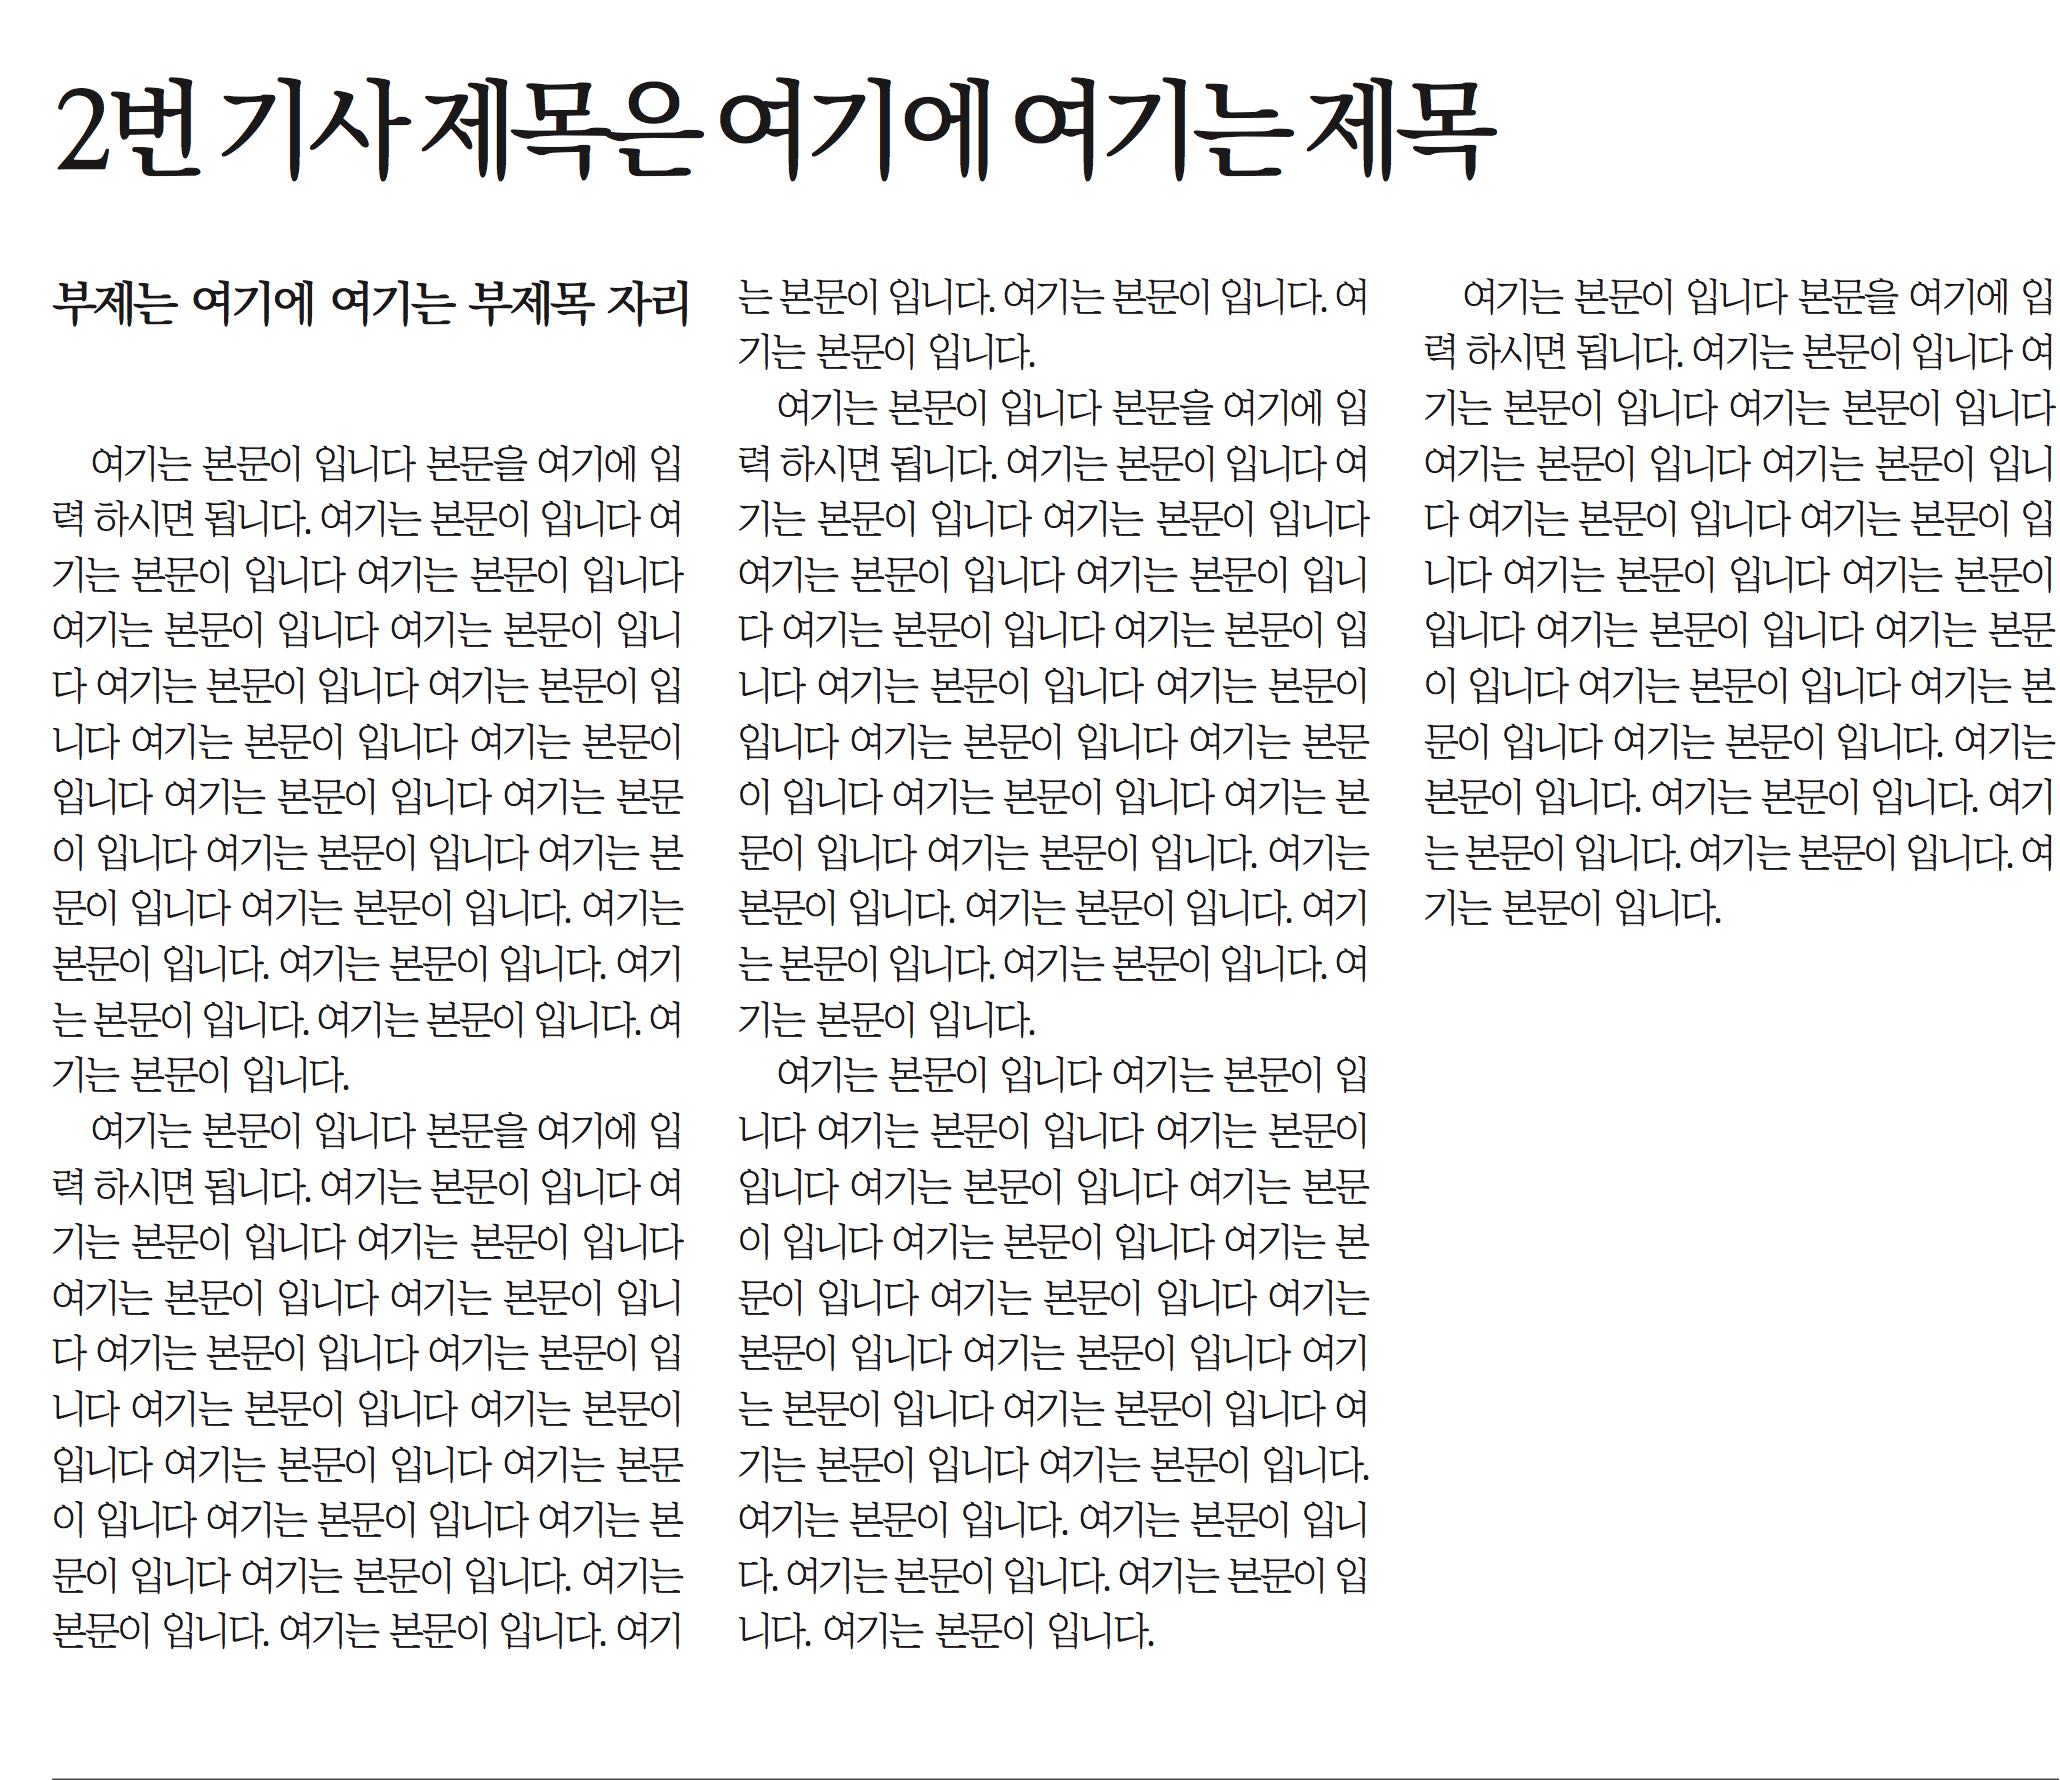 2번 기사 제목은 여기에 여기는 제목
부제는 여기에 여기는 부제목 자리
여기는 본문이 입니다 본문을 여기에 입
력 하시면 됩니다. 여기는 본문이 입니다 여
기는 본문이 입니다 여기는 본문이 입니다
여기는 본문이 입니다 여기는 본문이 입니
다 여기는 본문이 입니다 여기는 본문이 입
니다 여기는 본문이 입니다 여기는 본문이
입니다 여기는 본문이 입니다 여기는 본문
이 입니다 여기는 본문이 입니다 여기는 본
문이 입니다 여기는 본문이 입니다. 여기는
본문이 입니다. 여기는 본문이 입니다. 여기
는 본문이 입니다. 여기는 본문이 입니다. 여
기는 본문이 입니다.
여기는 본문이 입니다 본문을 여기에 입
력 하시면 됩니다. 여기는 본문이 입니다 여
기는 본문이 입니다 여기는 본문이 입니다
여기는 본문이 입니다 여기는 본문이 입니
다 여기는 본문이 입니다 여기는 본문이 입
니다 여기는 본문이 입니다 여기는 본문이
입니다 여기는 본문이 입니다 여기는 본문
이 입니다 여기는 본문이 입니다 여기는 본
문이 입니다 여기는 본문이 입니다. 여기는
본문이 입니다. 여기는 본문이 입니다. 여기
는 본문이 입니다. 여기는 본문이 입니다. 여
기는 본문이 입니다.
여기는 본문이 입니다 본문을 여기에 입
력 하시면 됩니다. 여기는 본문이 입니다 여
기는 본문이 입니다 여기는 본문이 입니다
여기는 본문이 입니다 여기는 본문이 입니
다 여기는 본문이 입니다 여기는 본문이 입
니다 여기는 본문이 입니다 여기는 본문이
입니다 여기는 본문이 입니다 여기는 본문
이 입니다 여기는 본문이 입니다 여기는 본
문이 입니다 여기는 본문이 입니다. 여기는
본문이 입니다. 여기는 본문이 입니다. 여기
는 본문이 입니다. 여기는 본문이 입니다. 여
기는 본문이 입니다.
여기는 본문이 입니다 여기는 본문이 입
니다 여기는 본문이 입니다 여기는 본문이
입니다 여기는 본문이 입니다 여기는 본문
이 입니다 여기는 본문이 입니다 여기는 본
문이 입니다 여기는 본문이 입니다 여기는
본문이 입니다 여기는 본문이 입니다 여기
는 본문이 입니다 여기는 본문이 입니다 여
기는 본문이 입니다 여기는 본문이 입니다.
여기는 본문이 입니다. 여기는 본문이 입니
다. 여기는 본문이 입니다. 여기는 본문이 입
니다. 여기는 본문이 입니다.
여기는 본문이 입니다 본문을 여기에 입
력 하시면 됩니다. 여기는 본문이 입니다 여
기는 본문이 입니다 여기는 본문이 입니다
여기는 본문이 입니다 여기는 본문이 입니
다 여기는 본문이 입니다 여기는 본문이 입
니다 여기는 본문이 입니다 여기는 본문이
입니다 여기는 본문이 입니다 여기는 본문
이 입니다 여기는 본문이 입니다 여기는 본
문이 입니다 여기는 본문이 입니다. 여기는
본문이 입니다. 여기는 본문이 입니다. 여기
는 본문이 입니다. 여기는 본문이 입니다. 여
기는 본문이 입니다.